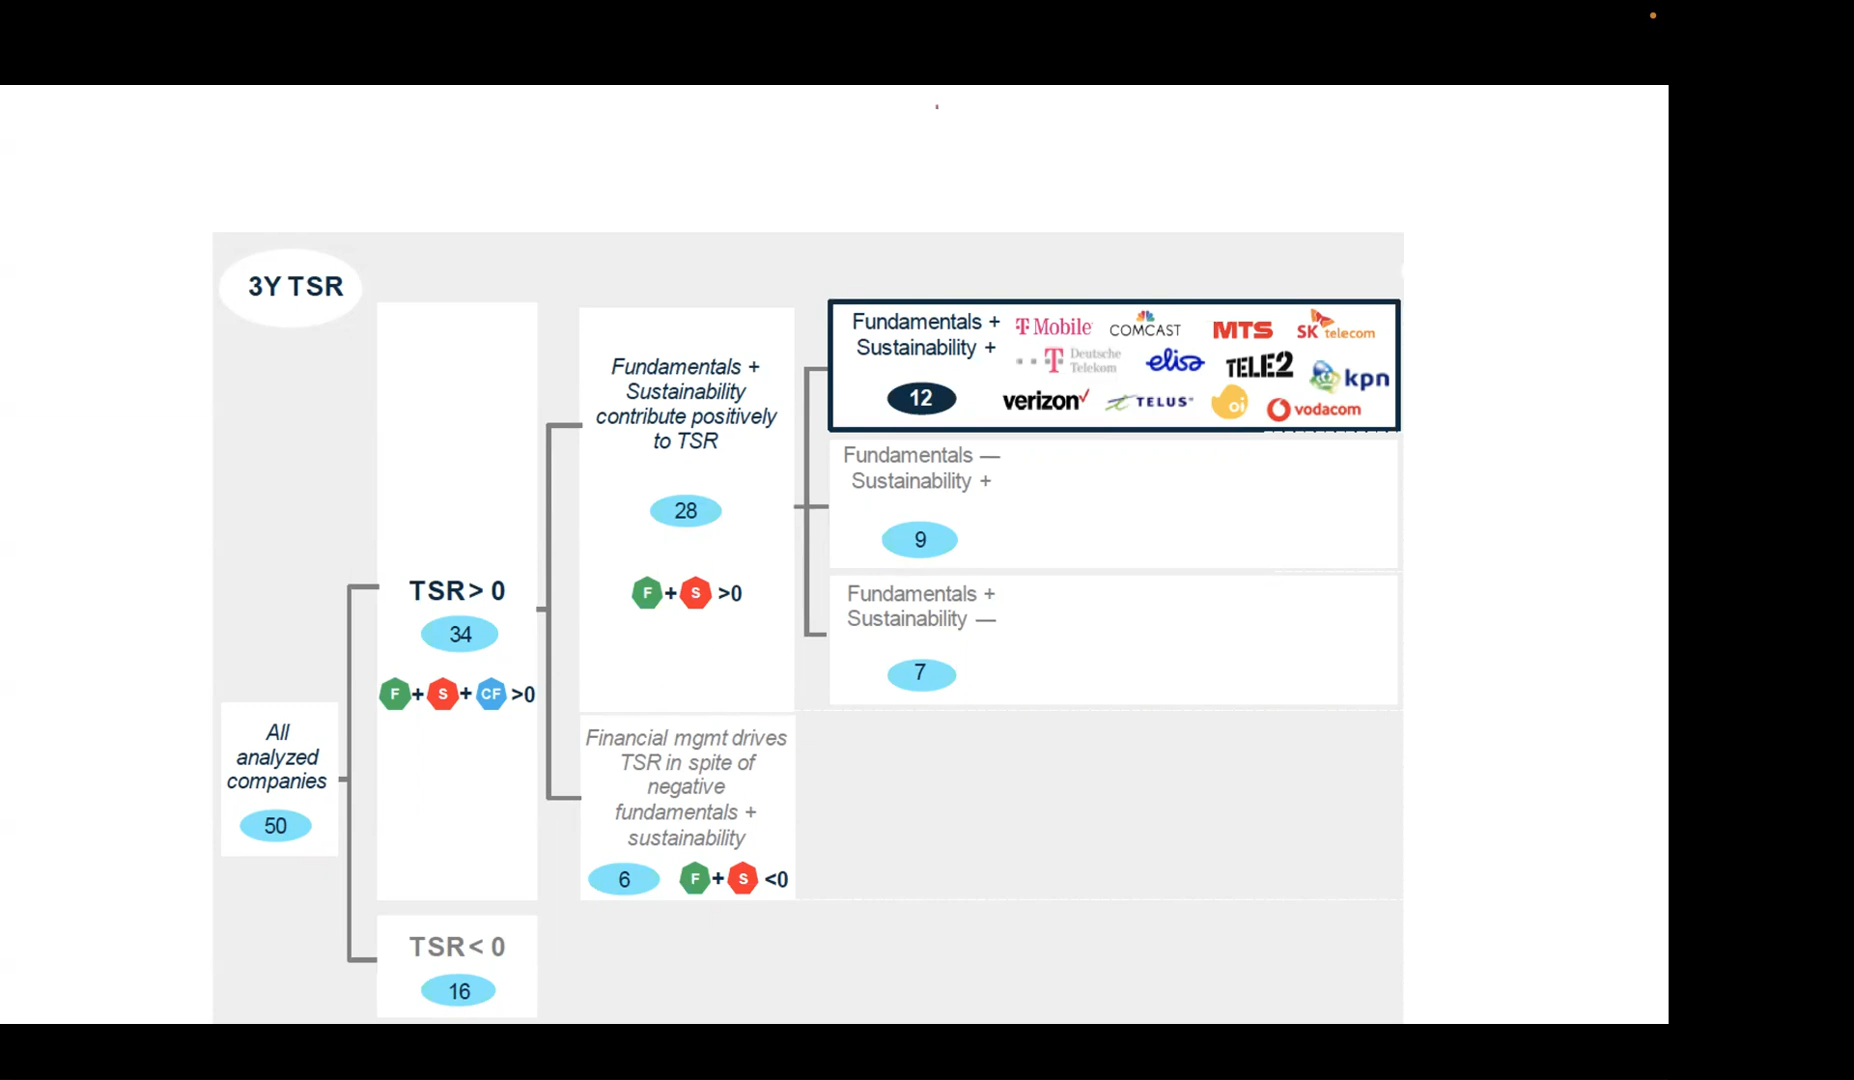 3Y TSR
All
analyzed
companies
50
TSR > 0
34
F + S + CF >0
TSR < 0
16
Fundamentals +
Sustainability
contribute positively
to TSR
28
F + S >0
Financial mgmt drives
TSR in spite of
negative
fundamentals +
sustainability
6 F + S <0
Fundamentals +
Sustainability +
12
T Mobile COMCAST MTS SK telecom
T Deutsche Telekom elisa TELE2 kpn
verizon TELUS oi vodacom
Fundamentals —
Sustainability +
9
Fundamentals +
Sustainability —
7